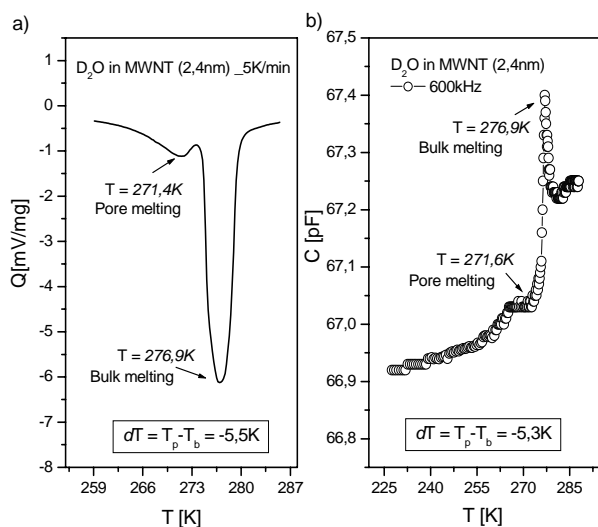 a)
D₂O in MWNT (2,4nm) _5K/min
T = 271,4K
Pore melting
T = 276,9K
Bulk melting
dT = Tₚ-T_b = -5,5K
Q[mV/mg]
1
0
-1
-2
-3
-4
-5
-6
-7
-8
259 266 273 280 287
T [K]
b)
D₂O in MWNT (2,4nm)
600kHz
T = 276,9K
Bulk melting
T = 271,6K
Pore melting
dT = Tₚ-T_b = -5,3K
C [pF]
67,5
67,4
67,3
67,2
67,1
67,0
66,9
66,8
225 240 255 270 285
T [K]